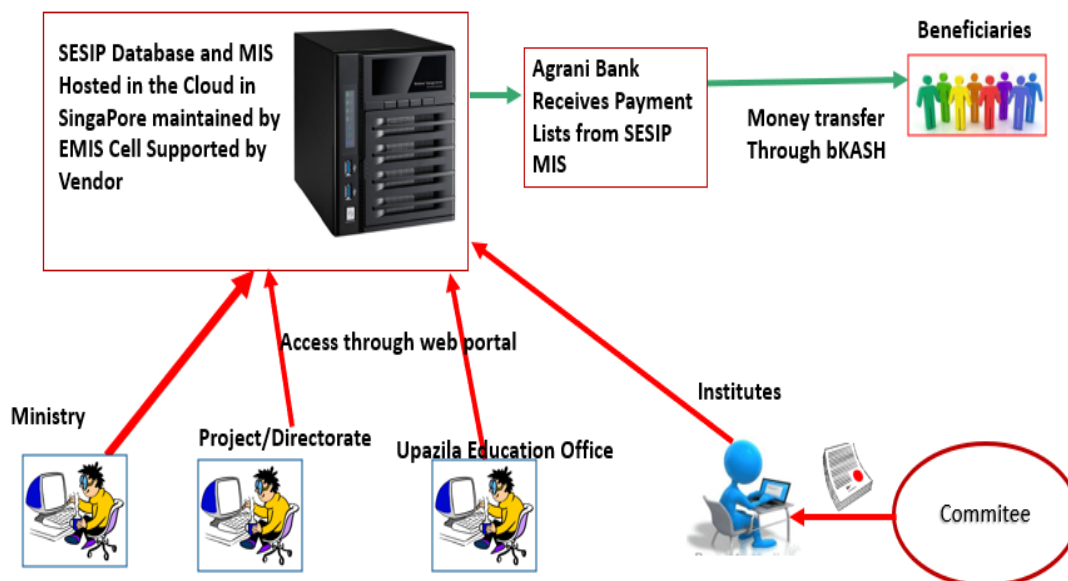 SESIP Database and MIS
Hosted in the Cloud in
SingaPore maintained by
EMIS Cell Supported by
Vendor
Agrani Bank
Receives Payment
Lists from SESIP
MIS
Beneficiaries
Money transfer
Through bKASH
Access through web portal
Ministry
Project/Directorate
Upazila Education Office
Institutes
Commitee